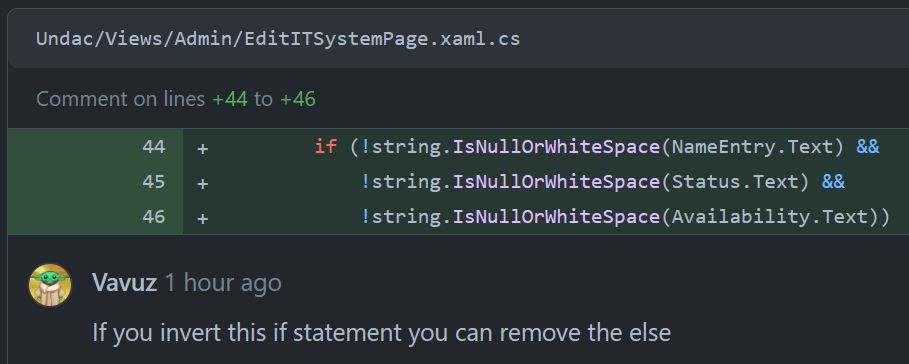 Undac/Views/Admin/EditITSystemPage.xaml.cs
Comment on lines +44 to +46
44 + if (!string.IsNullOrWhiteSpace(NameEntry.Text) &&
45 + !string.IsNullOrWhiteSpace(Status.Text) &&
46 + !string.IsNullOrWhiteSpace(Availability.Text))
Vavuz 1 hour ago
If you invert this if statement you can remove the else